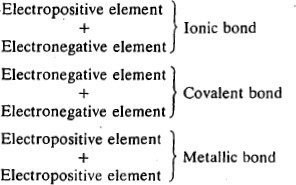 Electropositive element
+
Electronegative element
Ionic bond
Electronegative element
+
Electronegative element
Covalent bond
Electropositive element
+
Electropositive element
Metallic bond